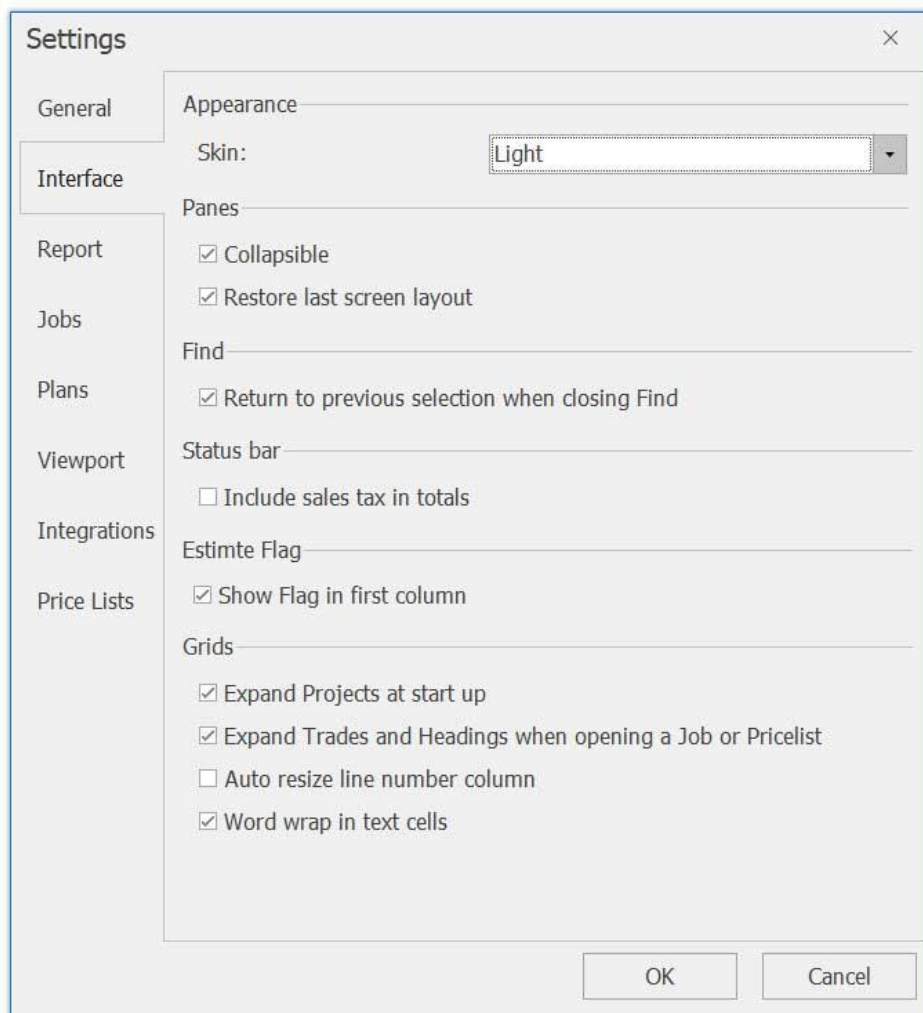 Settings
General
Interface
Report
Jobs
Plans
Viewport
Integrations
Price Lists
Appearance
Skin: Light
Panes
Collapsible
Restore last screen layout
Find
Return to previous selection when closing Find
Status bar
Include sales tax in totals
Estimte Flag
Show Flag in first column
Grids
Expand Projects at start up
Expand Trades and Headings when opening a Job or Pricelist
Auto resize line number column
Word wrap in text cells
OK Cancel